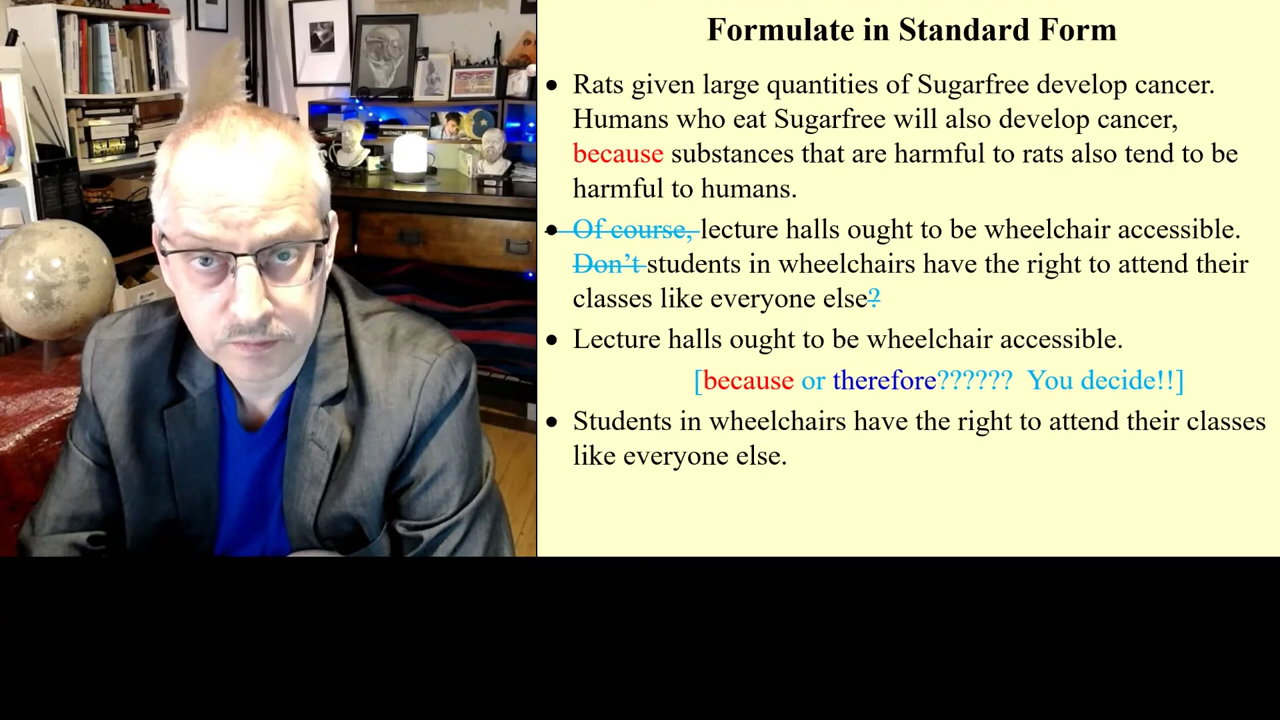 Formulate in Standard Form
• Rats given large quantities of Sugarfree develop cancer.
Humans who eat Sugarfree will also develop cancer,
because substances that are harmful to rats also tend to be
harmful to humans.
• Of course, lecture halls ought to be wheelchair accessible.
Don't students in wheelchairs have the right to attend their
classes like everyone else?
• Lecture halls ought to be wheelchair accessible.
[because or therefore?????? You decide!!]
• Students in wheelchairs have the right to attend their classes
like everyone else.